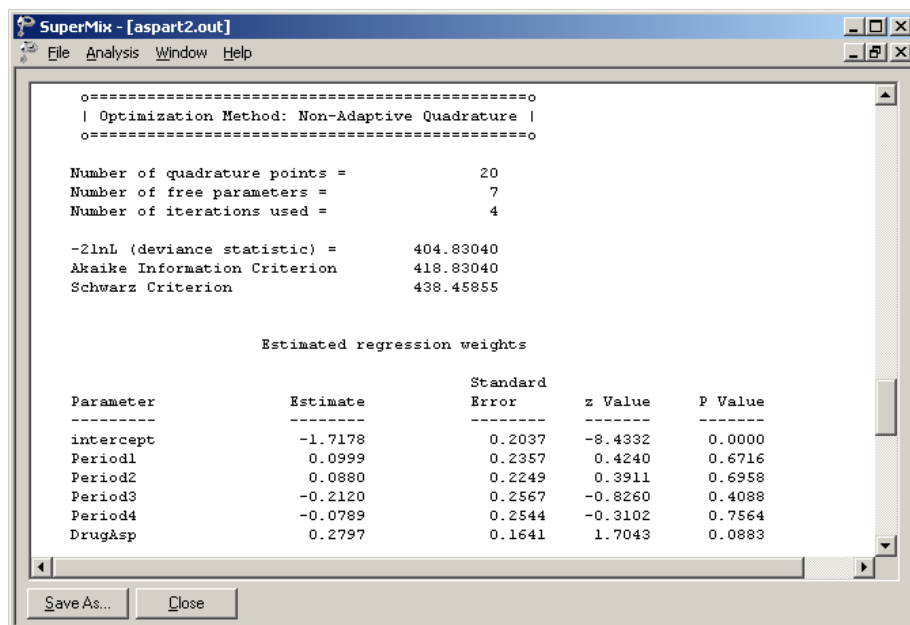 SuperMix - [aspart2.out]
File Analysis Window Help
o==============================================o
| Optimization Method: Non-Adaptive Quadrature |
o==============================================o
Number of quadrature points = 20
Number of free parameters = 7
Number of iterations used = 4
-2lnL (deviance statistic) = 404.83040
Akaike Information Criterion 418.83040
Schwarz Criterion 438.45855
Estimated regression weights
Standard
Parameter Estimate Error z Value P Value
--------- -------- -------- ------- -------
intercept -1.7178 0.2037 -8.4332 0.0000
Period1 0.0999 0.2357 0.4240 0.6716
Period2 0.0880 0.2249 0.3911 0.6958
Period3 -0.2120 0.2567 -0.8260 0.4088
Period4 -0.0789 0.2544 -0.3102 0.7564
DrugAsp 0.2797 0.1641 1.7043 0.0883
Save As... Close